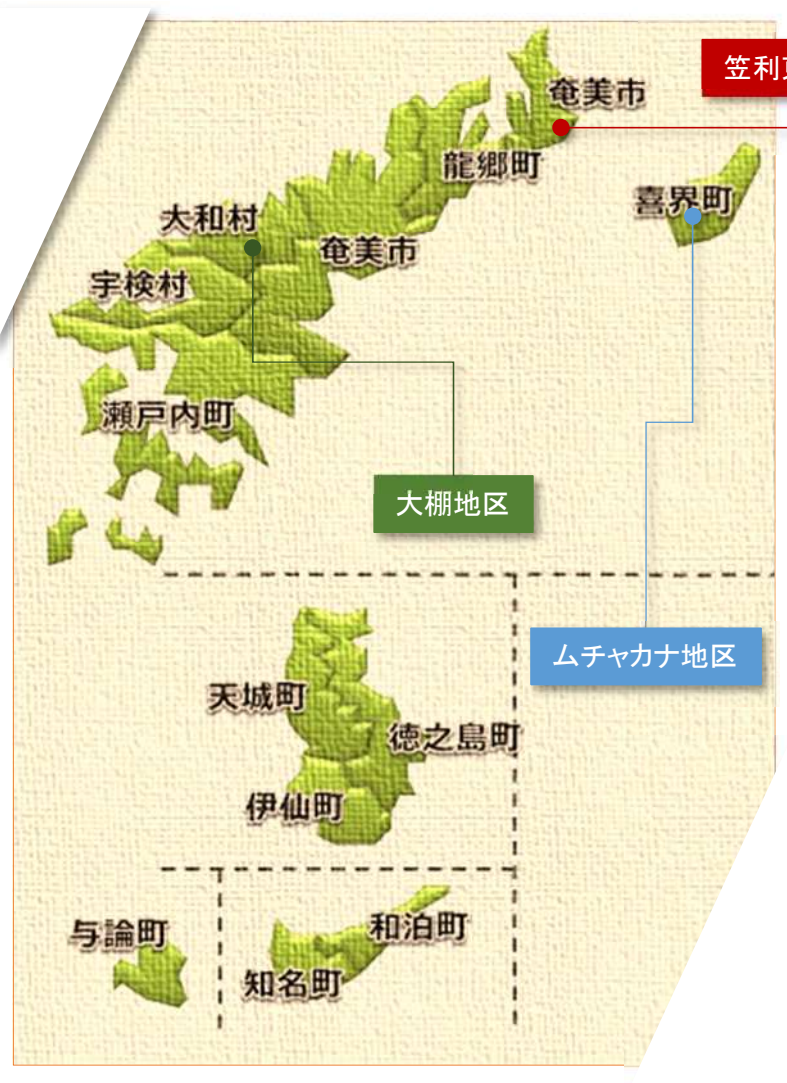 笠利
奄美市
龍郷町
喜界町
大和村
奄美市
宇検村
瀬戸内町
大棚地区
ムチャカナ地区
天城町
徳之島町
伊仙町
与論町
和泊町
知名町